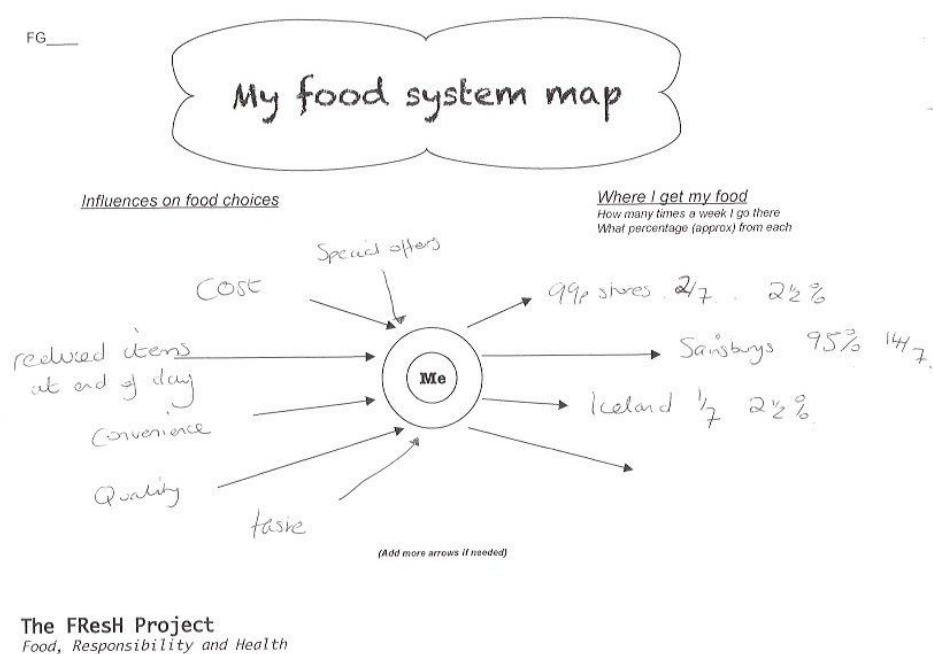 FG___
My food system map
Influences on food choices
Where I get my food
How many times a week I go there
What percentage (approx) from each
Special offers
Cost
reduced items
at end of day
Convenience
Quality
taste
Me
99p stores. 2/7. 2½%
Sainsburys 95% 14/7.
Iceland 1/7 2½%
(Add more arrows if needed)
The FResH Project
Food, Responsibility and Health